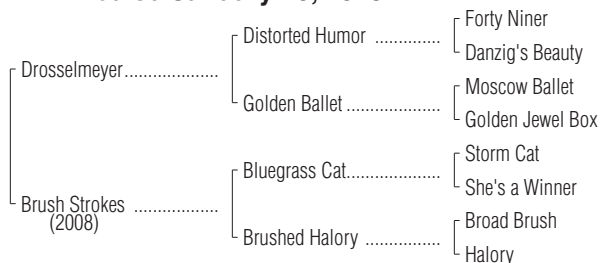 Forty Niner
Distorted Humor ................
Danzig's Beauty
Drosselmeyer...................
Moscow Ballet
Golden Ballet ...................
Golden Jewel Box
Storm Cat
Bluegrass Cat...................
She's a Winner
Brush Strokes .................
(2008)
Broad Brush
Brushed Halory ...............
Halory